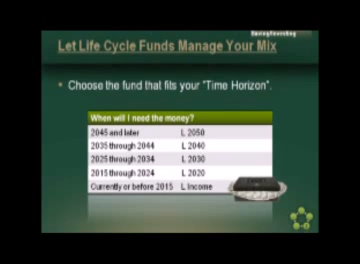 Saving/Investing
Let Life Cycle Funds Manage Your Mix
• Choose the fund that fits your "Time Horizon".
When will I need the money?
2045 and later L 2050
2035 through 2044 L 2040
2025 through 2034 L 2030
2015 through 2024 L 2020
Currently or before 2015 L Income